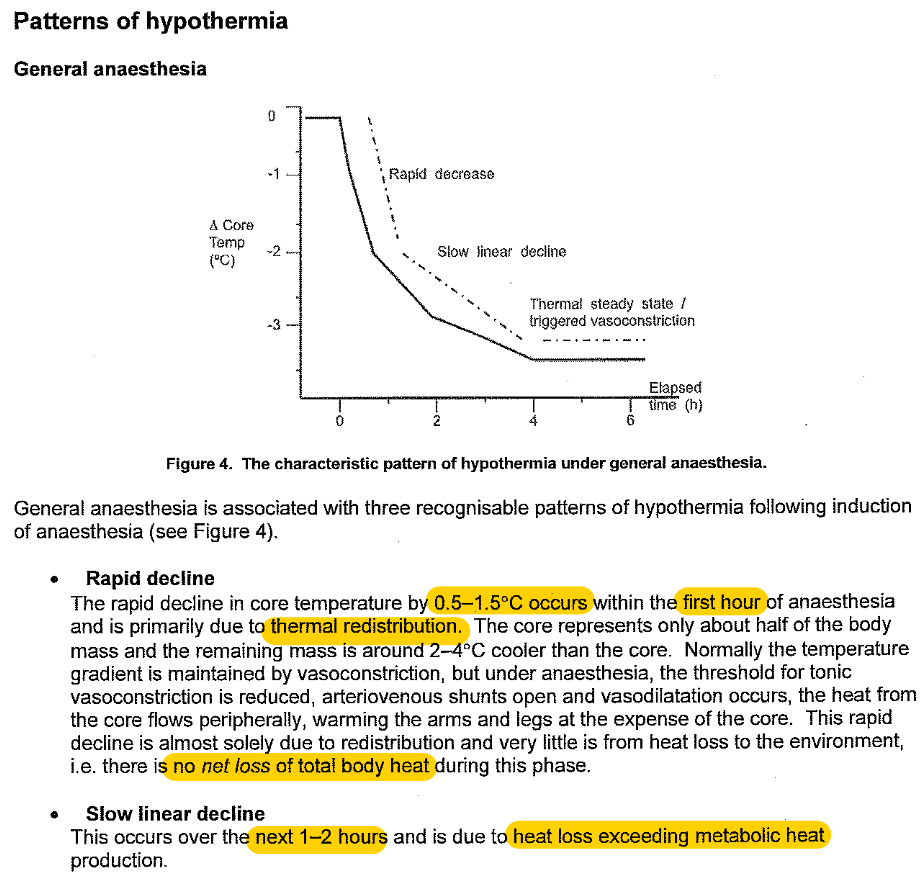 Patterns of hypothermia
General anaesthesia
0
-1
Rapid decrease
Δ Core
Temp
(°C)
-2
Slow linear decline
Thermal steady state /
triggered vasoconstriction
-3
Elapsed
time (h)
0 2 4 6
Figure 4. The characteristic pattern of hypothermia under general anaesthesia.
General anaesthesia is associated with three recognisable patterns of hypothermia following induction
of anaesthesia (see Figure 4).
• Rapid decline
The rapid decline in core temperature by 0.5–1.5°C occurs within the first hour of anaesthesia
and is primarily due to thermal redistribution. The core represents only about half of the body
mass and the remaining mass is around 2–4°C cooler than the core. Normally the temperature
gradient is maintained by vasoconstriction, but under anaesthesia, the threshold for tonic
vasoconstriction is reduced, arteriovenous shunts open and vasodilatation occurs, the heat from
the core flows peripherally, warming the arms and legs at the expense of the core. This rapid
decline is almost solely due to redistribution and very little is from heat loss to the environment,
i.e. there is no net loss of total body heat during this phase.
• Slow linear decline
This occurs over the next 1–2 hours and is due to heat loss exceeding metabolic heat
production.